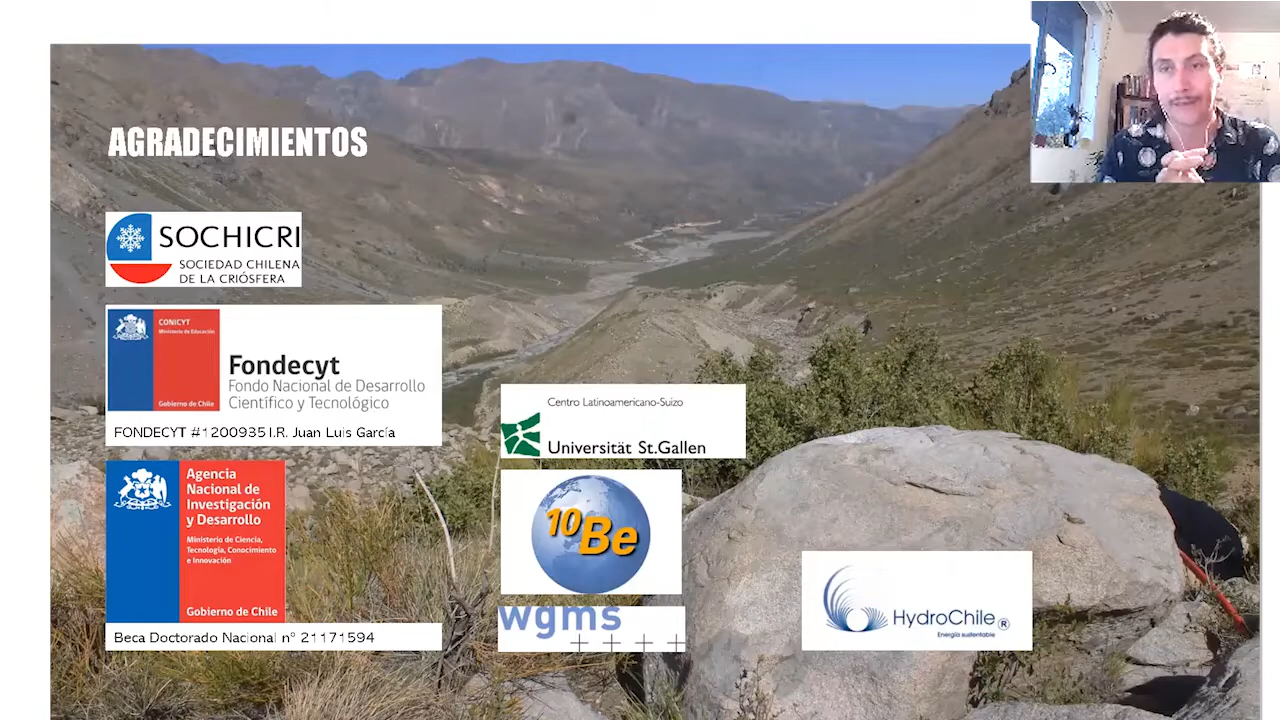 AGRADECIMIENTOS
SOCHICRI
SOCIEDAD CHILENA
DE LA CRIÓSFERA
CONICYT
Ministerio de Educación
Gobierno de Chile
Fondecyt
Fondo Nacional de Desarrollo
Científico y Tecnológico
FONDECYT #1200935 I.R. Juan Luis García
Agencia
Nacional de
Investigación
y Desarrollo
Ministerio de Ciencia,
Tecnología, Conocimiento
e Innovación
Gobierno de Chile
Beca Doctorado Nacional n° 21171594
Centro Latinoamericano-Suizo
Universität St.Gallen
10Be
wgms
HydroChile®
Energía sustentable